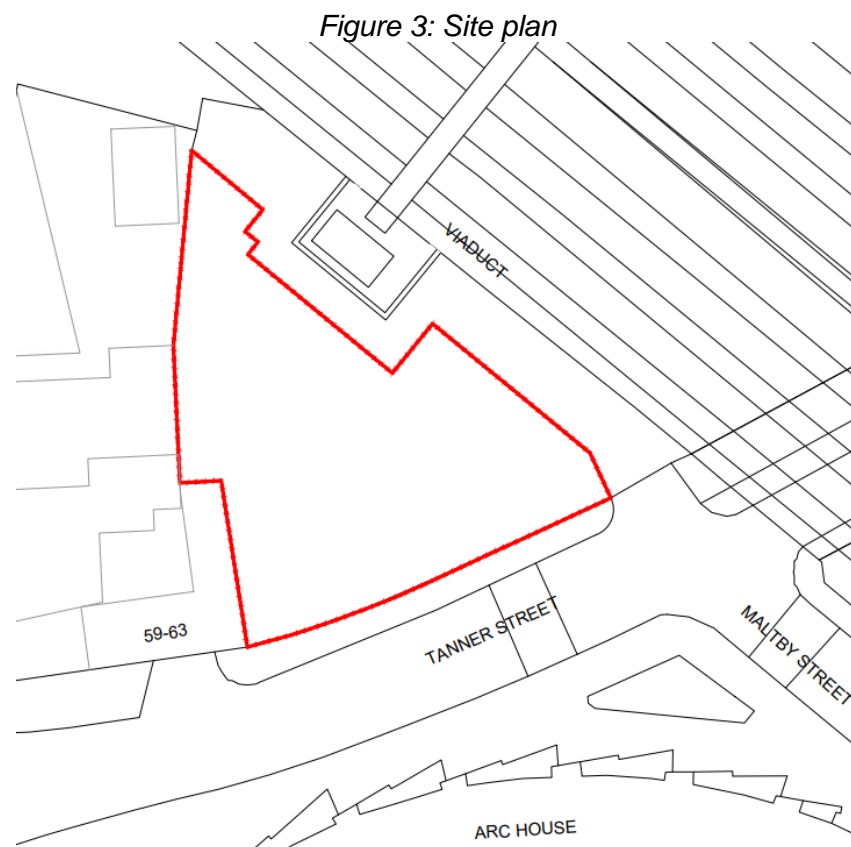 Figure 3: Site plan
VIADUCT
59-63
TANNER STREET
MALTBY STREET
ARC HOUSE